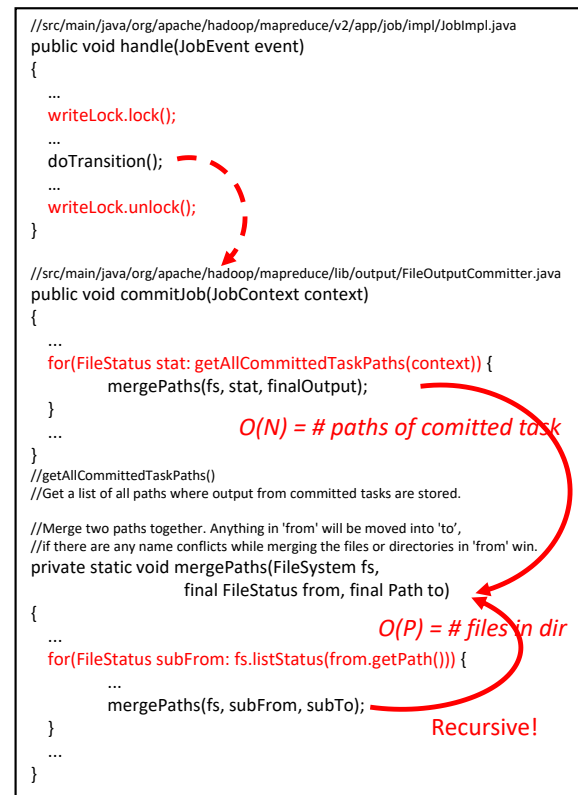 //src/main/java/org/apache/hadoop/mapreduce/v2/app/job/impl/JobImpl.java
public void handle(JobEvent event)
{
...
writeLock.lock();
...
doTransition();
...
writeLock.unlock();
}
//src/main/java/org/apache/hadoop/mapreduce/lib/output/FileOutputCommitter.java
public void commitJob(JobContext context)
{
...
for(FileStatus stat: getAllCommittedTaskPaths(context)) {
mergePaths(fs, stat, finalOutput);
}
...
O(N) = # paths of comitted task
}
//getAllCommittedTaskPaths()
//Get a list of all paths where output from committed tasks are stored.
//Merge two paths together. Anything in 'from' will be moved into 'to’,
//if there are any name conflicts while merging the files or directories in 'from' win.
private static void mergePaths(FileSystem fs,
final FileStatus from, final Path to)
{
...
O(P) = # files in dir
for(FileStatus subFrom: fs.listStatus(from.getPath())) {
...
mergePaths(fs, subFrom, subTo);
} Recursive!
...
}